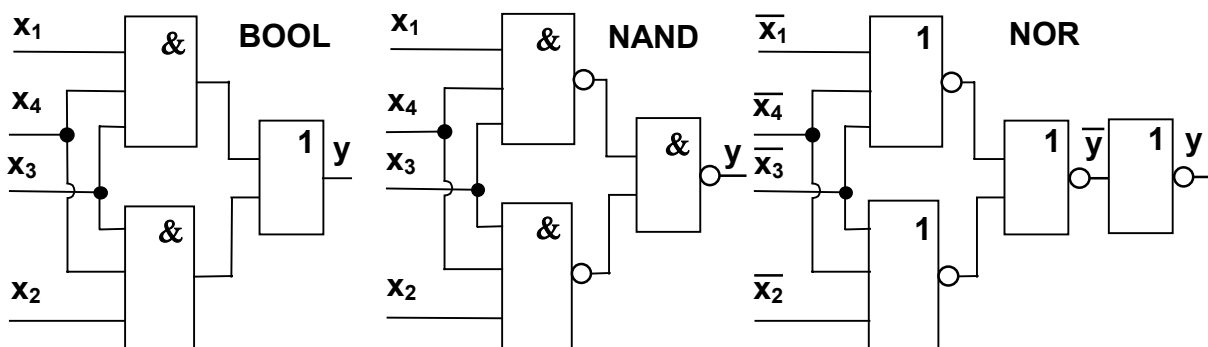 x₁ & BOOL
x₄
x₃
1 y
&
x₂
x₁ & NAND
x₄
x₃
& y
&
x₂
x̅₁ 1 NOR
x̅₄
x̅₃
1 y̅ 1 y
1
x̅₂